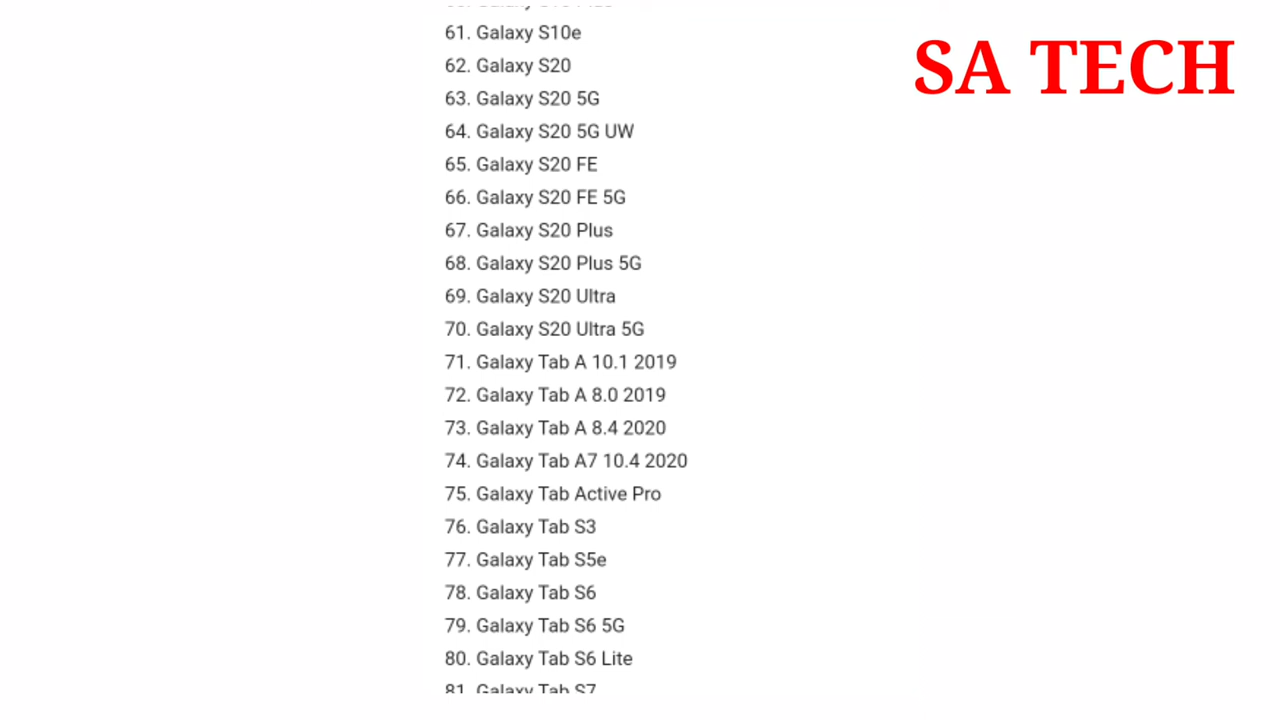 61. Galaxy S10e
62. Galaxy S20
63. Galaxy S20 5G
64. Galaxy S20 5G UW
65. Galaxy S20 FE
66. Galaxy S20 FE 5G
67. Galaxy S20 Plus
68. Galaxy S20 Plus 5G
69. Galaxy S20 Ultra
70. Galaxy S20 Ultra 5G
71. Galaxy Tab A 10.1 2019
72. Galaxy Tab A 8.0 2019
73. Galaxy Tab A 8.4 2020
74. Galaxy Tab A7 10.4 2020
75. Galaxy Tab Active Pro
76. Galaxy Tab S3
77. Galaxy Tab S5e
78. Galaxy Tab S6
79. Galaxy Tab S6 5G
80. Galaxy Tab S6 Lite
81. Galaxy Tab S7
SA TECH